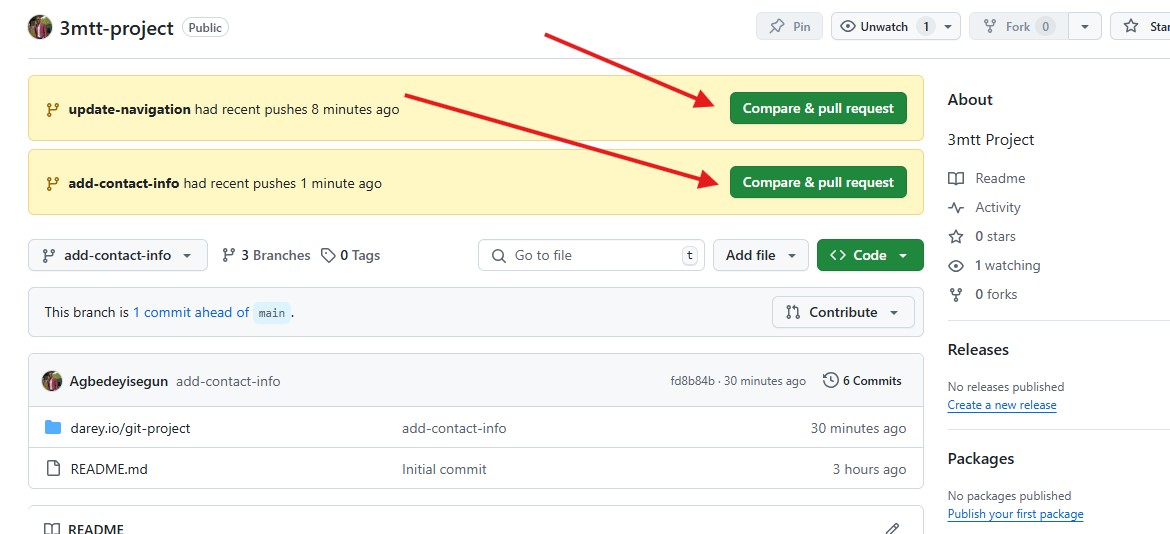 3mtt-project Public Pin Unwatch 1 Fork 0 Star
update-navigation had recent pushes 8 minutes ago Compare & pull request
add-contact-info had recent pushes 1 minute ago Compare & pull request
add-contact-info 3 Branches 0 Tags Go to file t Add file Code
This branch is 1 commit ahead of main . Contribute
Agbedeyisegun add-contact-info fd8b84b · 30 minutes ago 6 Commits
darey.io/git-project add-contact-info 30 minutes ago
README.md Initial commit 3 hours ago
README
About
3mtt Project
Readme
Activity
0 stars
1 watching
0 forks
Releases
No releases published
Create a new release
Packages
No packages published
Publish your first package